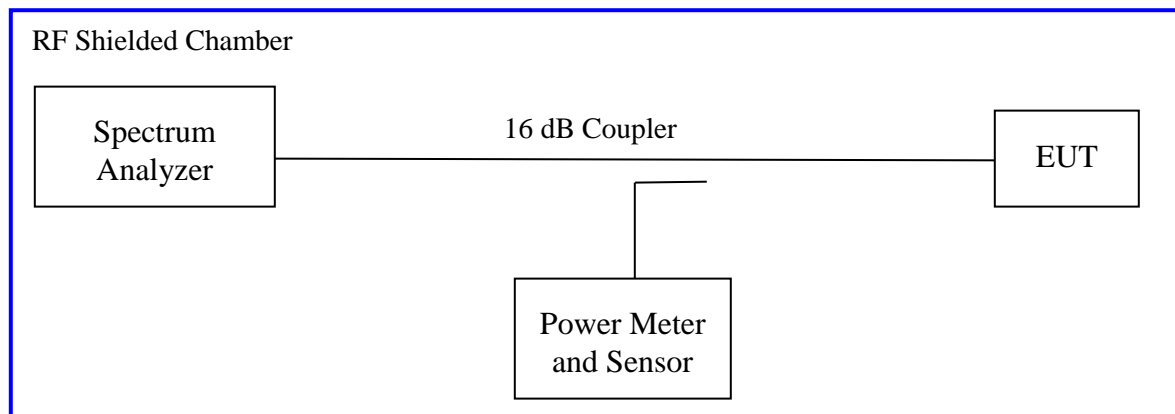 RF Shielded Chamber
Spectrum
Analyzer
16 dB Coupler
EUT
Power Meter
and Sensor